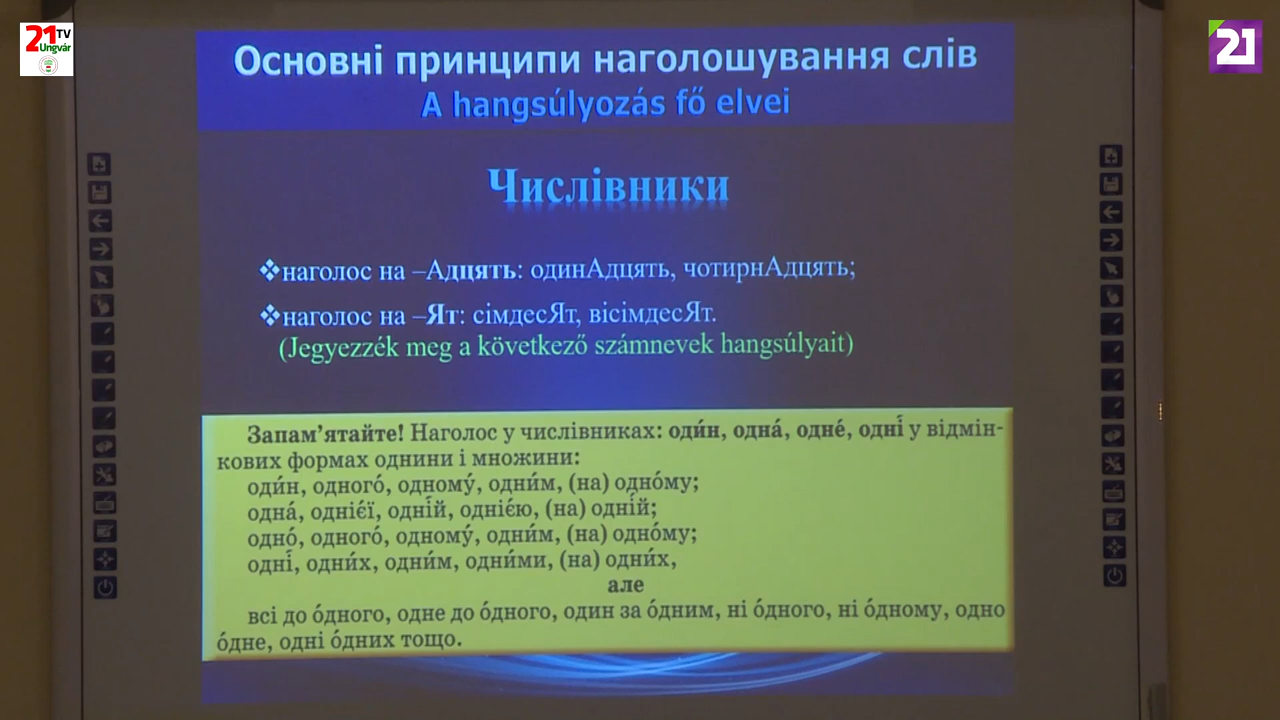 21 TV
Ungvár
21
Основні принципи наголошування слів
A hangsúlyozás fő elvei
Числівники
❖наголос на –Адцять: одинАдцять, чотирнАдцять;
❖наголос на –Ят: сімдесЯт, вісімдесЯт.
(Jegyezzék meg a következő számnevek hangsúlyait)
Запам’ятайте! Наголос у числівниках: оди́н, одна́, одне́, одні́ у відмін-
кових формах однини і множини:
оди́н, одного́, одному́, одни́м, (на) одно́му;
одна́, одніє́ї, одні́й, одніє́ю, (на) одні́й;
одно́, одного́, одному́, одни́м, (на) одно́му;
одні́, одни́х, одни́м, одни́ми, (на) одни́х,
але
всі до о́дного, одне до о́дного, один за о́дним, ні о́дного, ні о́дному, одно
о́дне, одні о́дних тощо.